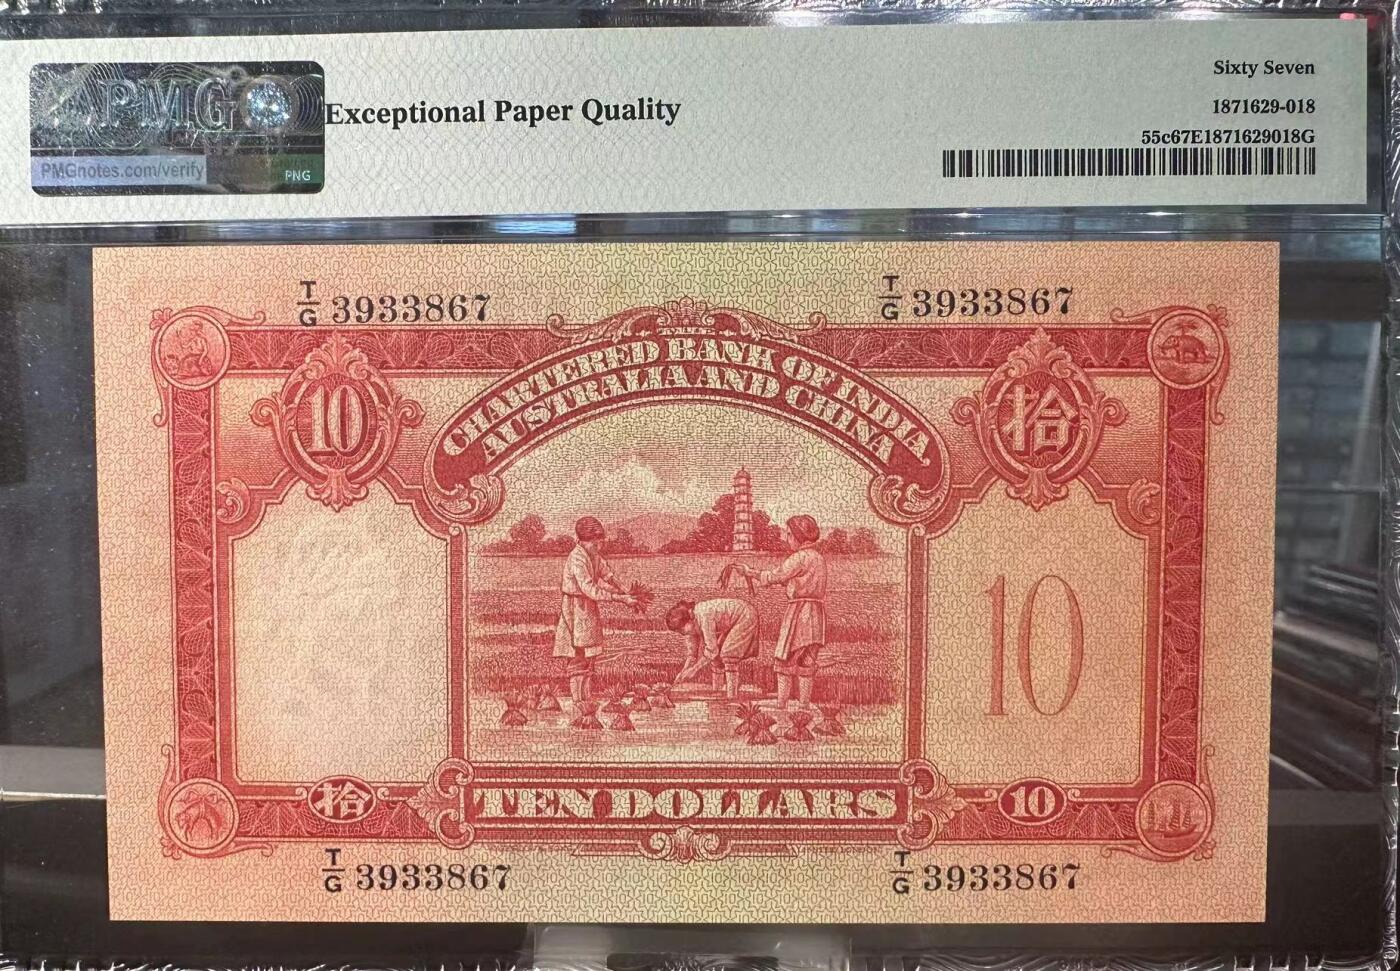 PMG
PMGnotes.com/verify
PNG
Exceptional Paper Quality
Sixty Seven
1871629-018
55c67E1871629018G
T/G 3933867
T/G 3933867
THE
CHARTERED BANK OF INDIA
AUSTRALIA AND CHINA
10
拾
10
拾
TEN DOLLARS
10
T/G 3933867
T/G 3933867